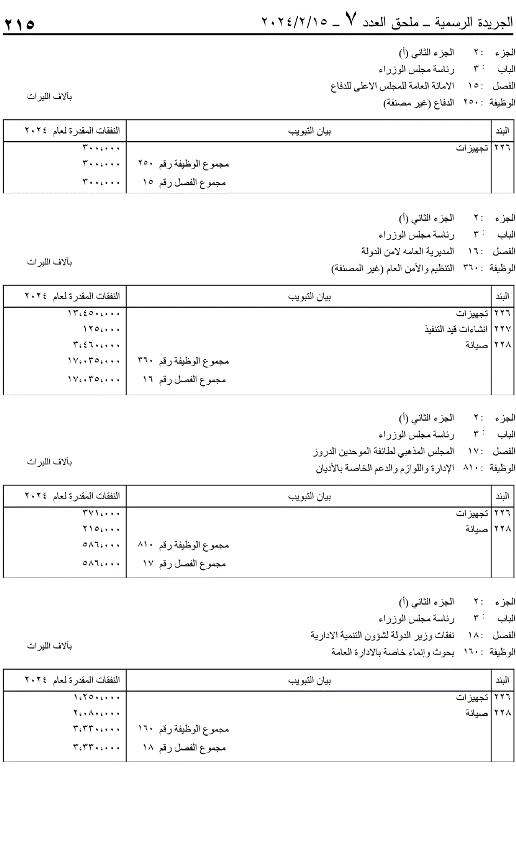 الجريدة الرسمية ــ ملحق العدد ٧ ــ ٢٠٢٤/٢/١٥ ٢١٥
الجزء : ٢ الجزء الثاني (أ)
الباب : ٣ رئاسة مجلس الوزراء
الفصل : ١٥ الامانة العامة للمجلس الاعلى للدفاع
الوظيفة : ٢٥٠ الدفاع (غير مصنفة) بآلاف الليرات
البند بيان التبويب النفقات المقدرة لعام ٢٠٢٤
٢٢٦ تجهيزات ٣٠٠,٠٠٠
مجموع الوظيفة رقم ٢٥٠ ٣٠٠,٠٠٠
مجموع الفصل رقم ١٥ ٣٠٠,٠٠٠
الجزء : ٢ الجزء الثاني (أ)
الباب : ٣ رئاسة مجلس الوزراء
الفصل : ١٦ المديرية العامه لامن الدولة
الوظيفة : ٣٦٠ التنظيم والأمن العام (غير المصنفة) بآلاف الليرات
البند بيان التبويب النفقات المقدرة لعام ٢٠٢٤
٢٢٦ تجهيزات ١٣,٤٥٠,٠٠٠
٢٢٧ انشاءات قيد التنفيذ ١٢٥,٠٠٠
٢٢٨ صيانة ٣,٤٦٠,٠٠٠
مجموع الوظيفة رقم ٣٦٠ ١٧,٠٣٥,٠٠٠
مجموع الفصل رقم ١٦ ١٧,٠٣٥,٠٠٠
الجزء : ٢ الجزء الثاني (أ)
الباب : ٣ رئاسة مجلس الوزراء
الفصل : ١٧ المجلس المذهبي لطائفة الموحدين الدروز
الوظيفة : ٨١٠ الإدارة واللوازم والدعم الخاصة بالأديان بآلاف الليرات
البند بيان التبويب النفقات المقدرة لعام ٢٠٢٤
٢٢٦ تجهيزات ٣٧١,٠٠٠
٢٢٨ صيانة ٢١٥,٠٠٠
مجموع الوظيفة رقم ٨١٠ ٥٨٦,٠٠٠
مجموع الفصل رقم ١٧ ٥٨٦,٠٠٠
الجزء : ٢ الجزء الثاني (أ)
الباب : ٣ رئاسة مجلس الوزراء
الفصل : ١٨ نفقات وزير الدولة لشؤون التنمية الادارية
الوظيفة : ١٦٠ بحوث وإنماء خاصة بالادارة العامة بآلاف الليرات
البند بيان التبويب النفقات المقدرة لعام ٢٠٢٤
٢٢٦ تجهيزات ١,٢٥٠,٠٠٠
٢٢٨ صيانة ٢,٠٨٠,٠٠٠
مجموع الوظيفة رقم ١٦٠ ٣,٣٣٠,٠٠٠
مجموع الفصل رقم ١٨ ٣,٣٣٠,٠٠٠